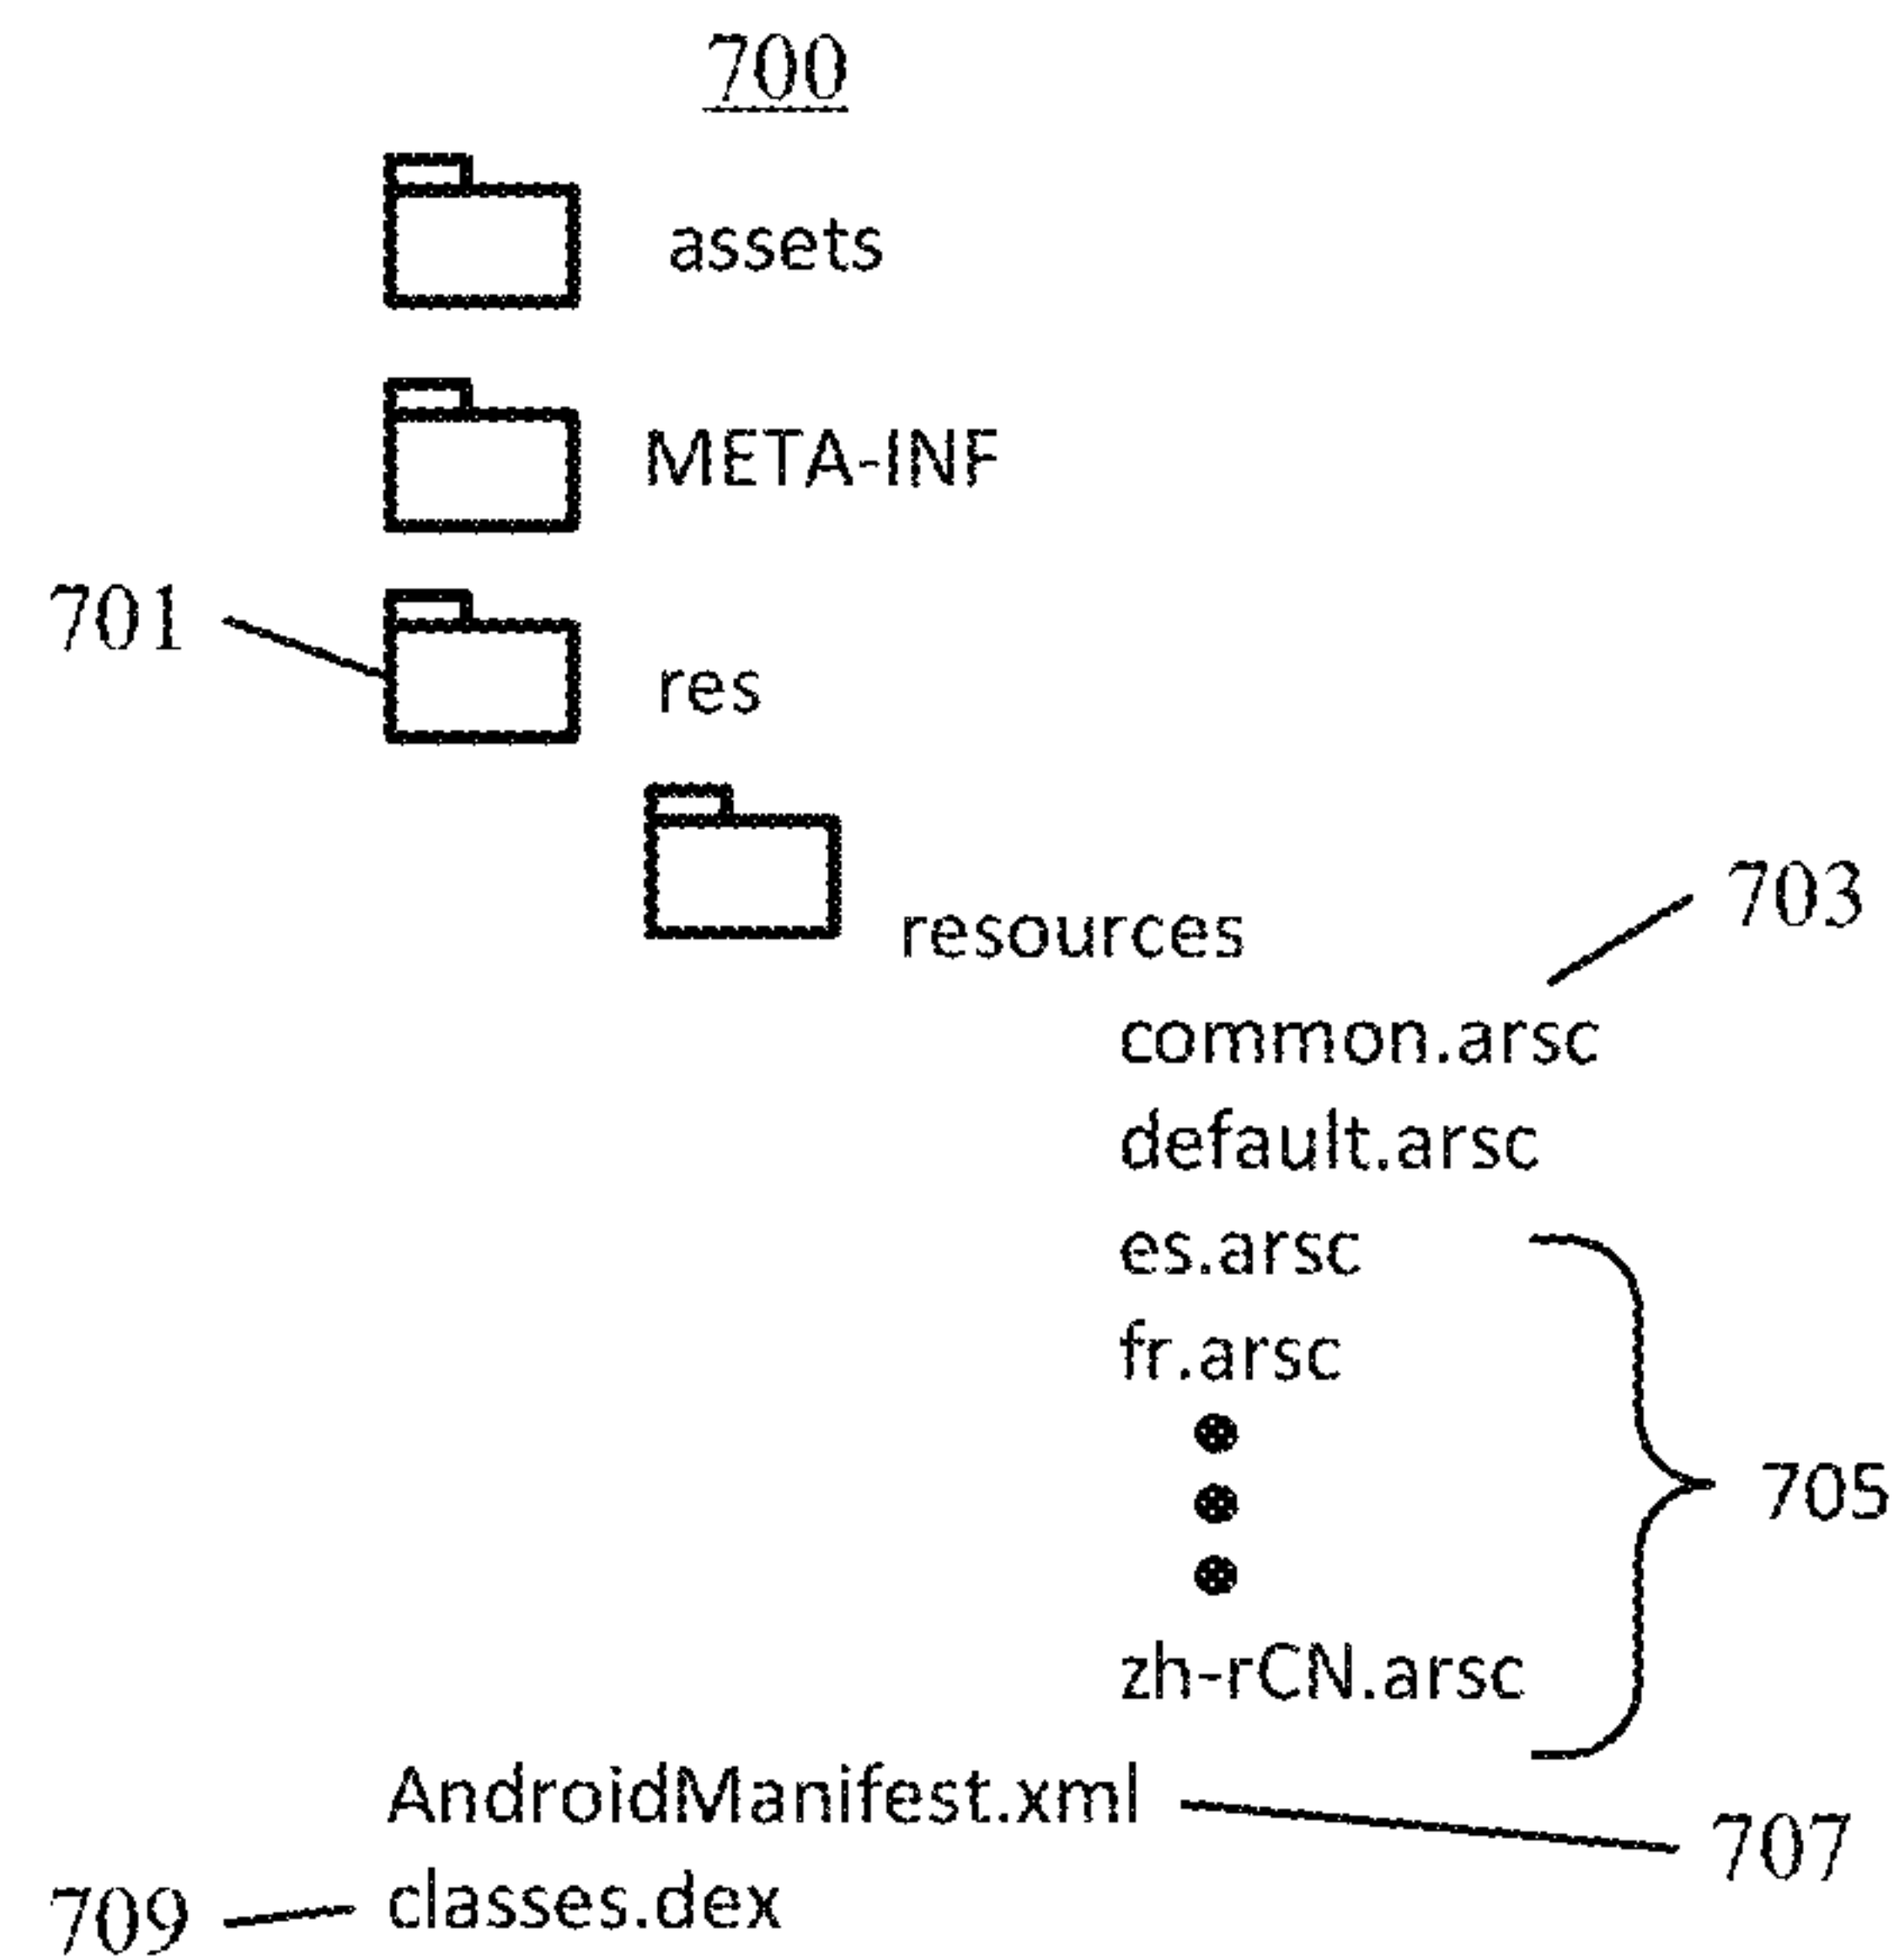 700
assets
META-INF
701 res
resources
703
common.arsc
default.arsc
es.arsc
fr.arsc
705
zh-rCN.arsc
AndroidManifest.xml
707
709 classes.dex